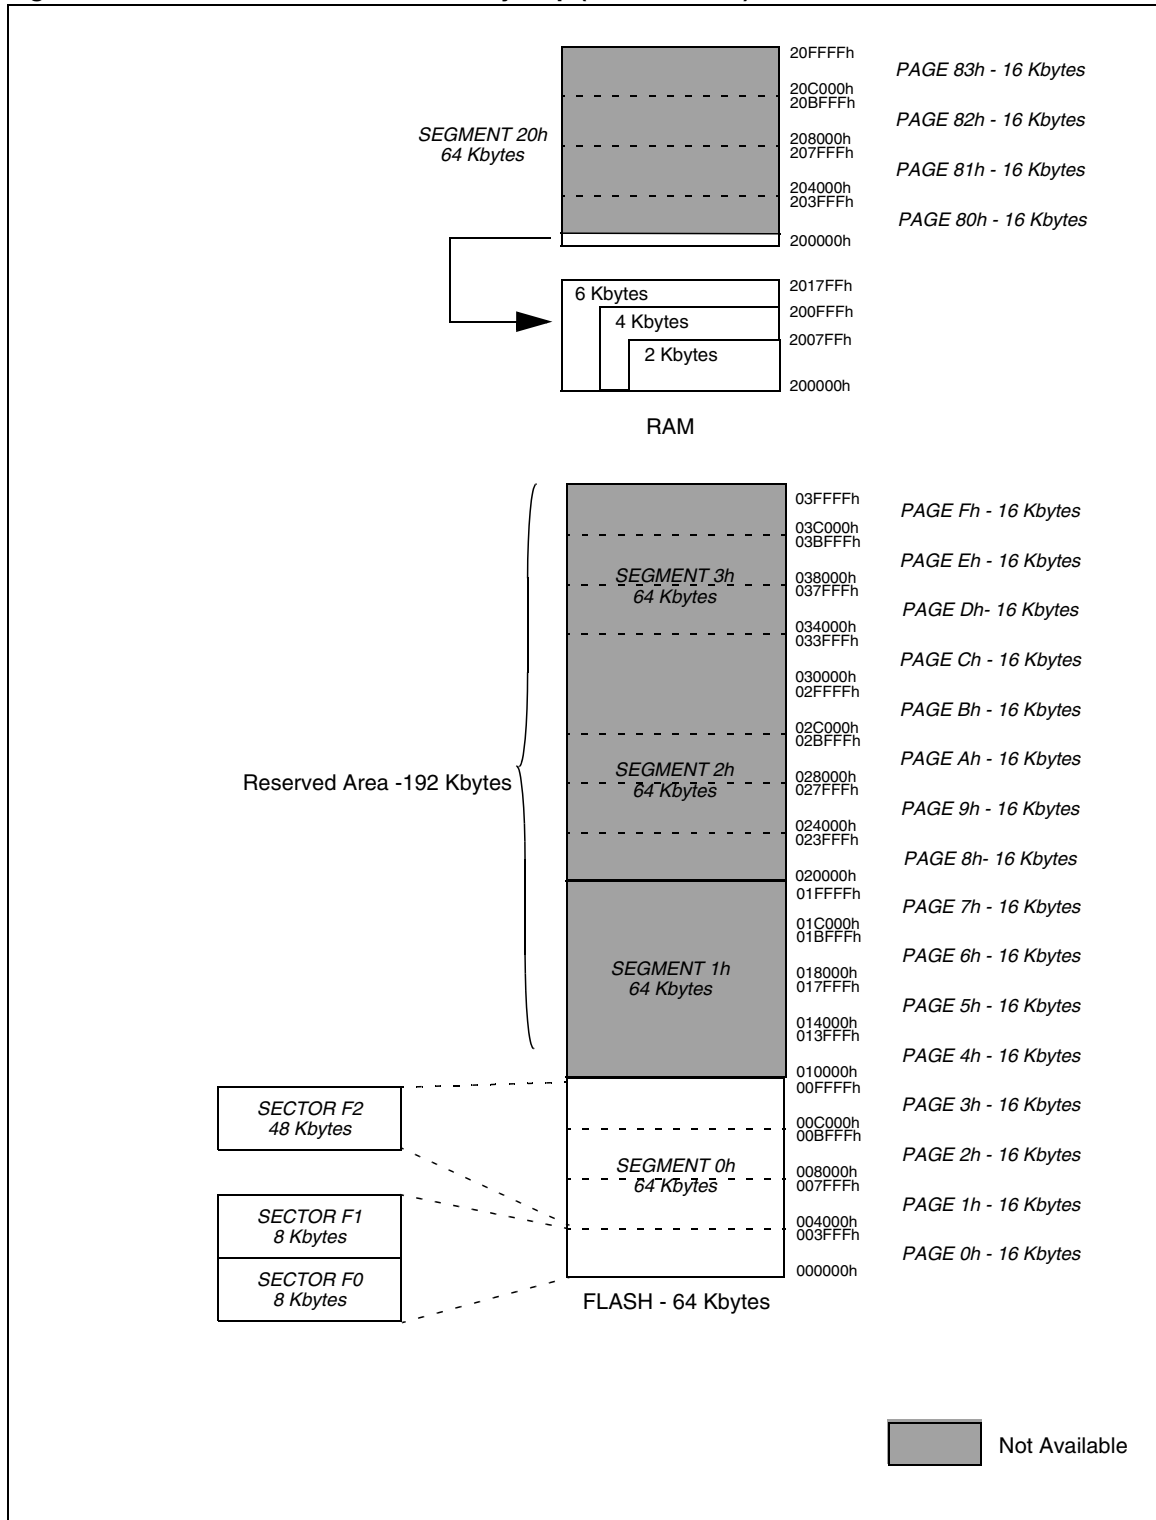 20FFFFh
PAGE 83h - 16 Kbytes
20C000h
20BFFFh
PAGE 82h - 16 Kbytes
SEGMENT 20h
64 Kbytes
208000h
207FFFh
PAGE 81h - 16 Kbytes
204000h
203FFFh
PAGE 80h - 16 Kbytes
200000h
2017FFh
6 Kbytes
200FFFh
4 Kbytes
2007FFh
2 Kbytes
200000h
RAM
03FFFFh
PAGE Fh - 16 Kbytes
03C000h
03BFFFh
PAGE Eh - 16 Kbytes
SEGMENT 3h
64 Kbytes
038000h
037FFFh
PAGE Dh- 16 Kbytes
034000h
033FFFh
PAGE Ch - 16 Kbytes
030000h
02FFFFh
PAGE Bh - 16 Kbytes
02C000h
02BFFFh
PAGE Ah - 16 Kbytes
Reserved Area -192 Kbytes
SEGMENT 2h
64 Kbytes
028000h
027FFFh
PAGE 9h - 16 Kbytes
024000h
023FFFh
PAGE 8h- 16 Kbytes
020000h
01FFFFh
PAGE 7h - 16 Kbytes
01C000h
01BFFFh
PAGE 6h - 16 Kbytes
SEGMENT 1h
64 Kbytes
018000h
017FFFh
PAGE 5h - 16 Kbytes
014000h
013FFFh
PAGE 4h - 16 Kbytes
010000h
00FFFFh
PAGE 3h - 16 Kbytes
SECTOR F2
48 Kbytes
00C000h
00BFFFh
PAGE 2h - 16 Kbytes
SEGMENT 0h
64 Kbytes
008000h
007FFFh
PAGE 1h - 16 Kbytes
SECTOR F1
8 Kbytes
004000h
003FFFh
PAGE 0h - 16 Kbytes
SECTOR F0
8 Kbytes
000000h
FLASH - 64 Kbytes
Not Available